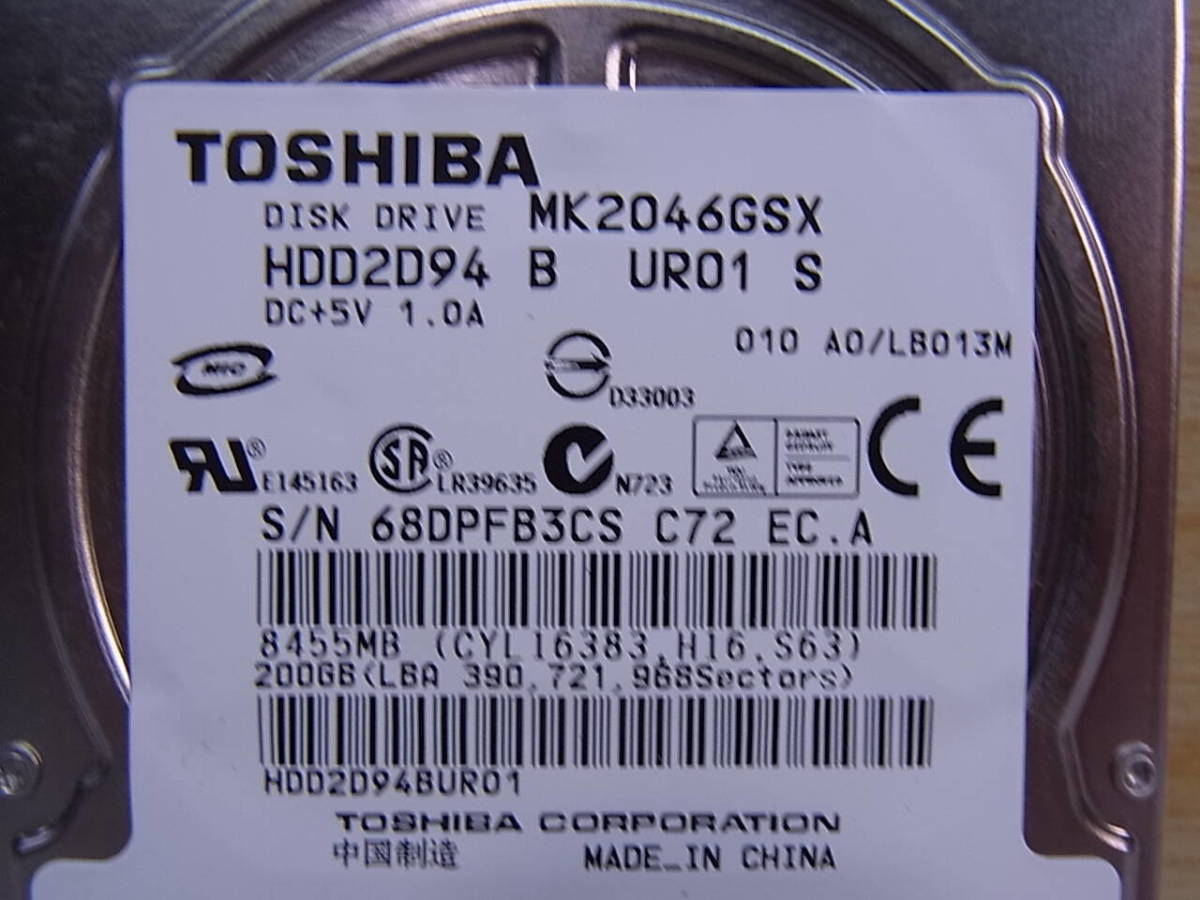 TOSHIBA
DISK DRIVE MK2046GSX
HDD2D94 B UR01 S
DC+5V 1.0A
010 A0/LB013M
D33003
E145163
LR39635
N723
CE
S/N 68DPFB3CS C72 EC.A
8455MB (CYL16383,H16,S63)
200GB(LBA 390,721,968Sectors)
HDD2D94BUR01
TOSHIBA CORPORATION
中国制造 MADE_IN CHINA